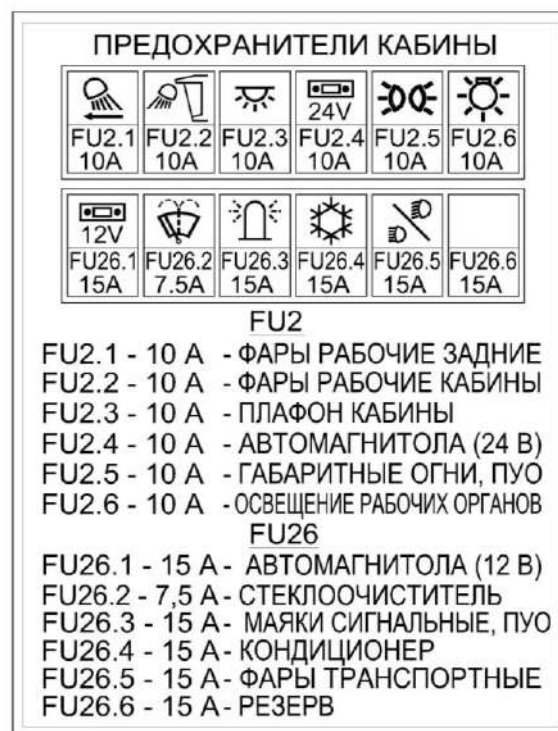 ПРЕДОХРАНИТЕЛИ КАБИНЫ
24V
FU2.1 FU2.2 FU2.3 FU2.4 FU2.5 FU2.6
10A 10A 10A 10A 10A 10A
12V
FU26.1 FU26.2 FU26.3 FU26.4 FU26.5 FU26.6
15A 7.5A 15A 15A 15A 15A
FU2
FU2.1 - 10 А - ФАРЫ РАБОЧИЕ ЗАДНИЕ
FU2.2 - 10 А - ФАРЫ РАБОЧИЕ КАБИНЫ
FU2.3 - 10 А - ПЛАФОН КАБИНЫ
FU2.4 - 10 А - АВТОМАГНИТОЛА (24 В)
FU2.5 - 10 А - ГАБАРИТНЫЕ ОГНИ, ПУО
FU2.6 - 10 А - ОСВЕЩЕНИЕ РАБОЧИХ ОРГАНОВ
FU26
FU26.1 - 15 А - АВТОМАГНИТОЛА (12 В)
FU26.2 - 7,5 А - СТЕКЛООЧИСТИТЕЛЬ
FU26.3 - 15 А - МАЯКИ СИГНАЛЬНЫЕ, ПУО
FU26.4 - 15 А - КОНДИЦИОНЕР
FU26.5 - 15 А - ФАРЫ ТРАНСПОРТНЫЕ
FU26.6 - 15 А - РЕЗЕРВ